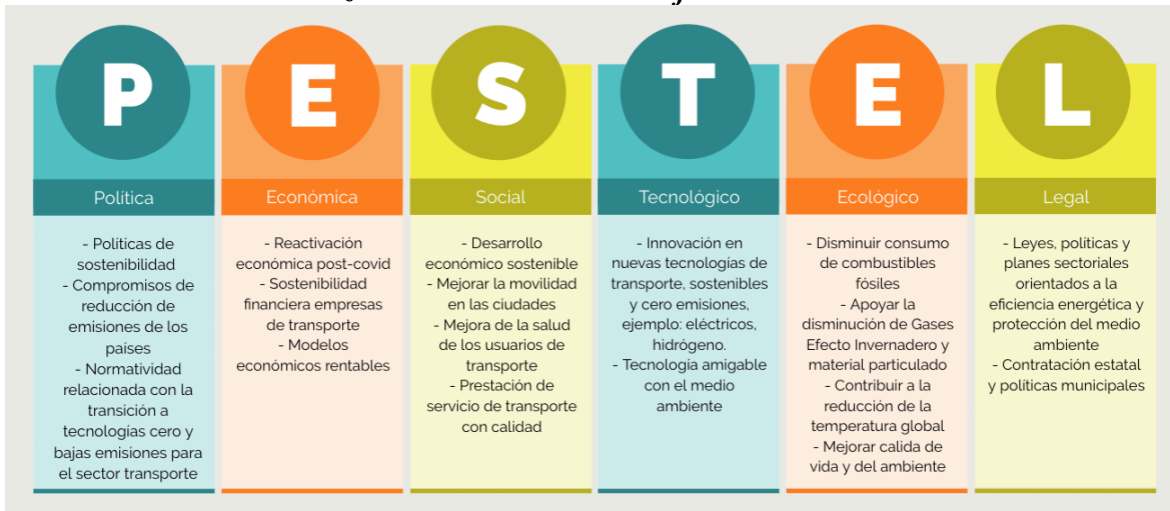 P
Política
- Políticas de
sostenibilidad
- Compromisos de
reducción de
emisiones de los
países
- Normatividad
relacionada con la
transición a
tecnologías cero y
bajas emisiones para
el sector transporte
E
Económica
- Reactivación
económica post-covid
- Sostenibilidad
financiera empresas
de transporte
- Modelos
económicos rentables
S
Social
- Desarrollo
económico sostenible
- Mejorar la movilidad
en las ciudades
- Mejora de la salud
de los usuarios de
transporte
- Prestación de
servicio de transporte
con calidad
T
Tecnológico
- Innovación en
nuevas tecnologías de
transporte, sostenibles
y cero emisiones,
ejemplo: eléctricos,
hidrógeno.
- Tecnología amigable
con el medio
ambiente
E
Ecológico
- Disminuir consumo
de combustibles
fósiles
- Apoyar la
disminución de Gases
Efecto Invernadero y
material particulado
- Contribuir a la
reducción de la
temperatura global
- Mejorar calida de
vida y del ambiente
L
Legal
- Leyes, políticas y
planes sectoriales
orientados a la
eficiencia energética y
protección del medio
ambiente
- Contratación estatal
y políticas municipales